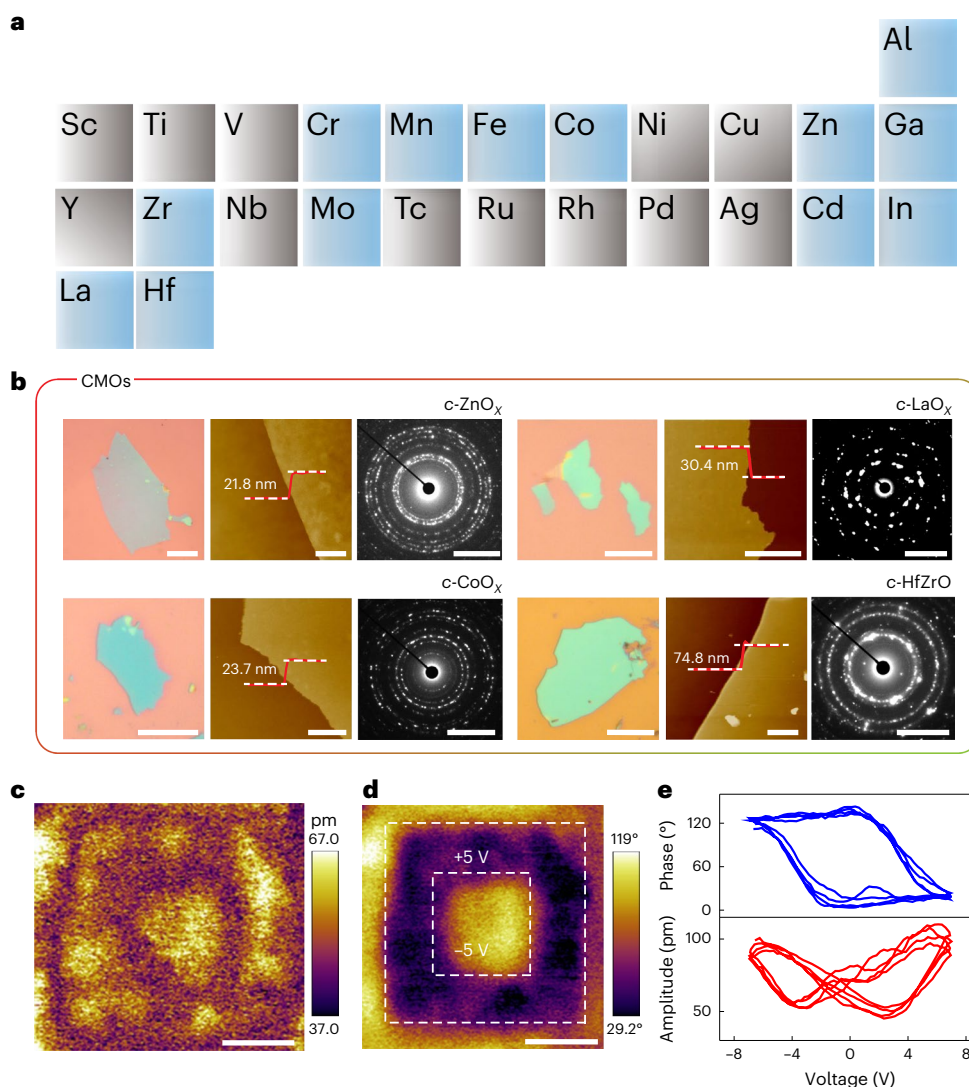 a
Al
Sc Ti V Cr Mn Fe Co Ni Cu Zn Ga
Y Zr Nb Mo Tc Ru Rh Pd Ag Cd In
La Hf
b
CMOs
c-ZnOX
c-LaOX
21.8 nm
30.4 nm
c-CoOX
c-HfZrO
23.7 nm
74.8 nm
c
pm
67.0
37.0
d
+5 V
−5 V
119°
29.2°
e
Phase (°)
120
60
0
Amplitude (pm)
100
50
−8 −4 0 4 8
Voltage (V)